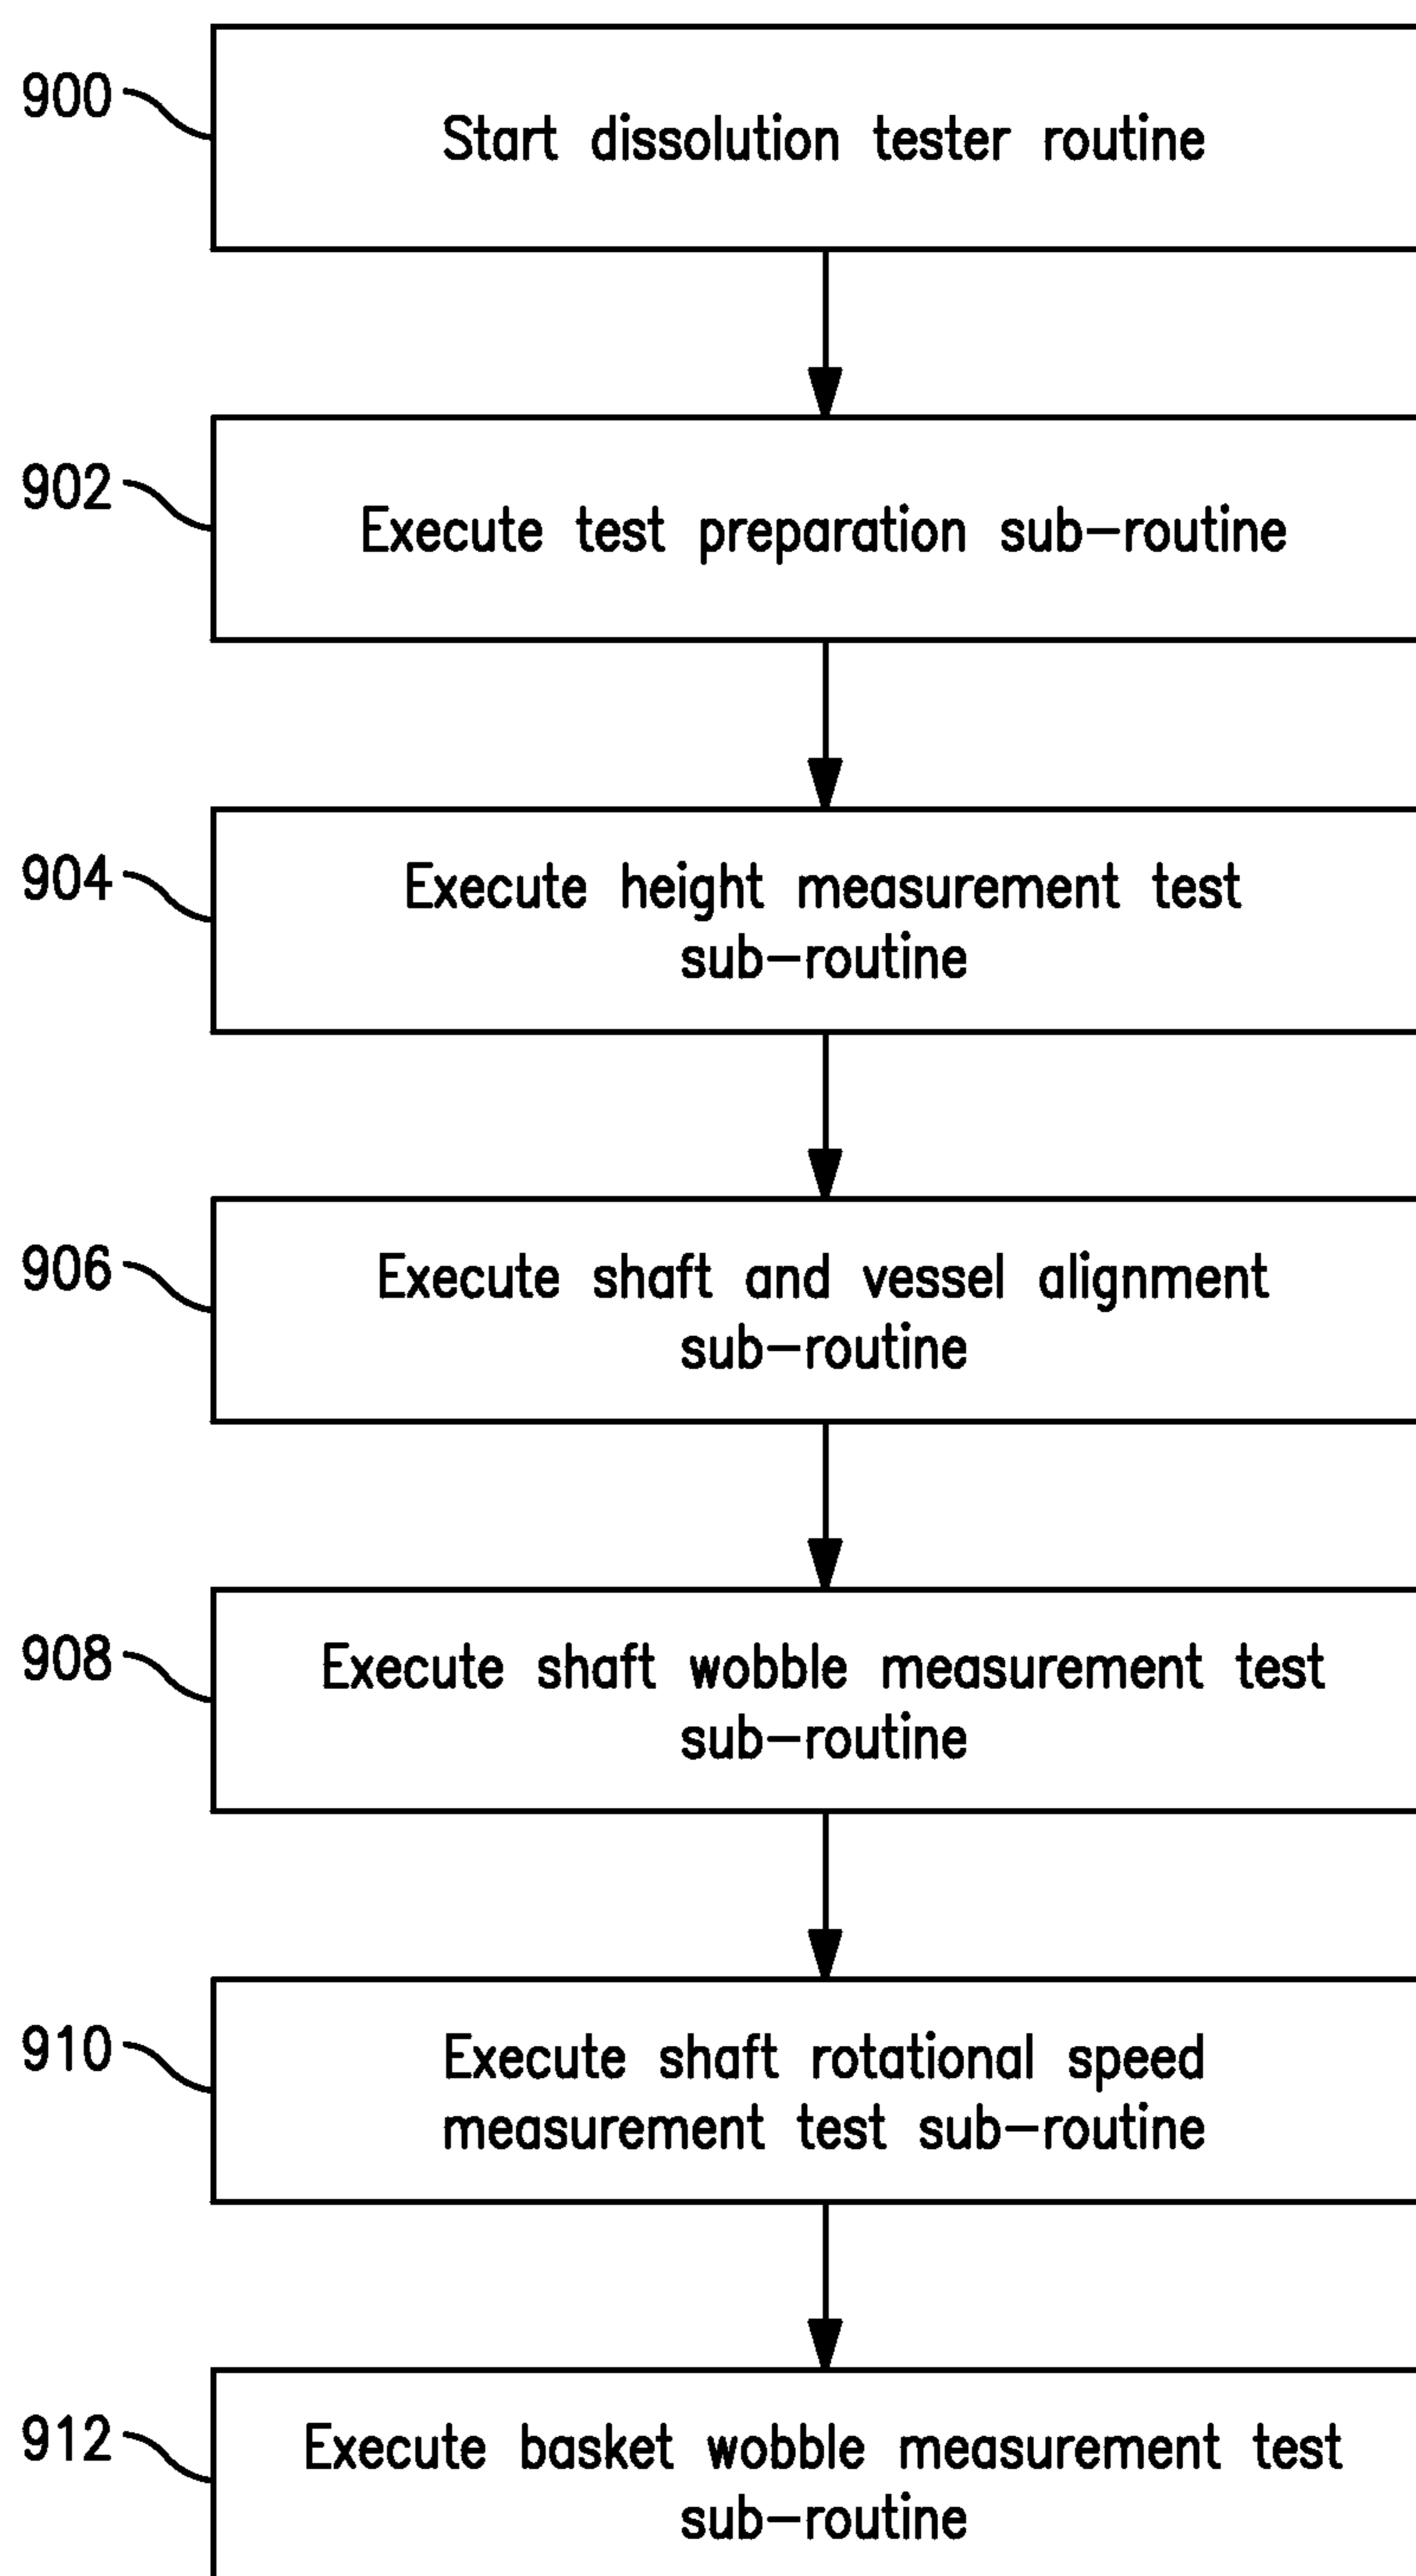 900
Start dissolution tester routine
902
Execute test preparation sub-routine
904
Execute height measurement test
sub-routine
906
Execute shaft and vessel alignment
sub-routine
908
Execute shaft wobble measurement test
sub-routine
910
Execute shaft rotational speed
measurement test sub-routine
912
Execute basket wobble measurement test
sub-routine